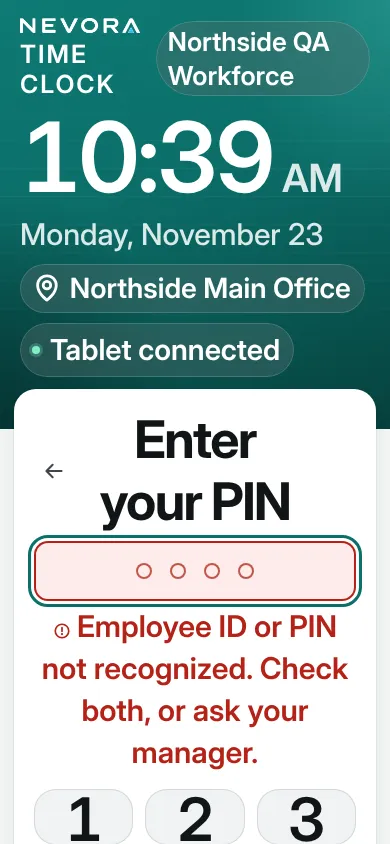 NEVORA
TIME
CLOCK
Northside QA
Workforce
10:39 AM
Monday, November 23
Northside Main Office
Tablet connected
Enter
your PIN
Employee ID or PIN
not recognized. Check
both, or ask your
manager.
1 2 3